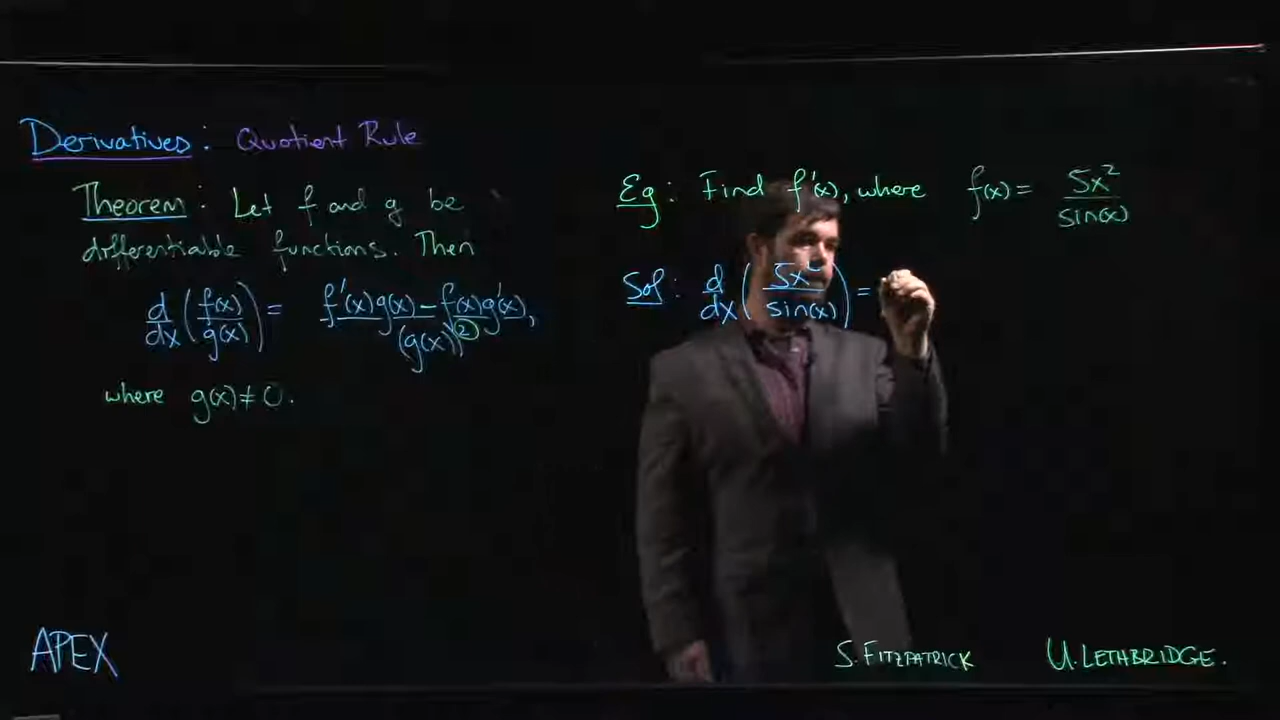 Derivatives: Quotient Rule
Theorem: Let f and g be
differentiable functions. Then
d/dx (f(x)/g(x)) = (f'(x)g(x) - f(x)g'(x))/(g(x))², 
where g(x) ≠ 0.
Eg: Find f'(x), where f(x) = 5x²/sin(x)
Sol: d/dx (5x²/sin(x)) =
APEX
S. FITZPATRICK U. LETHBRIDGE.